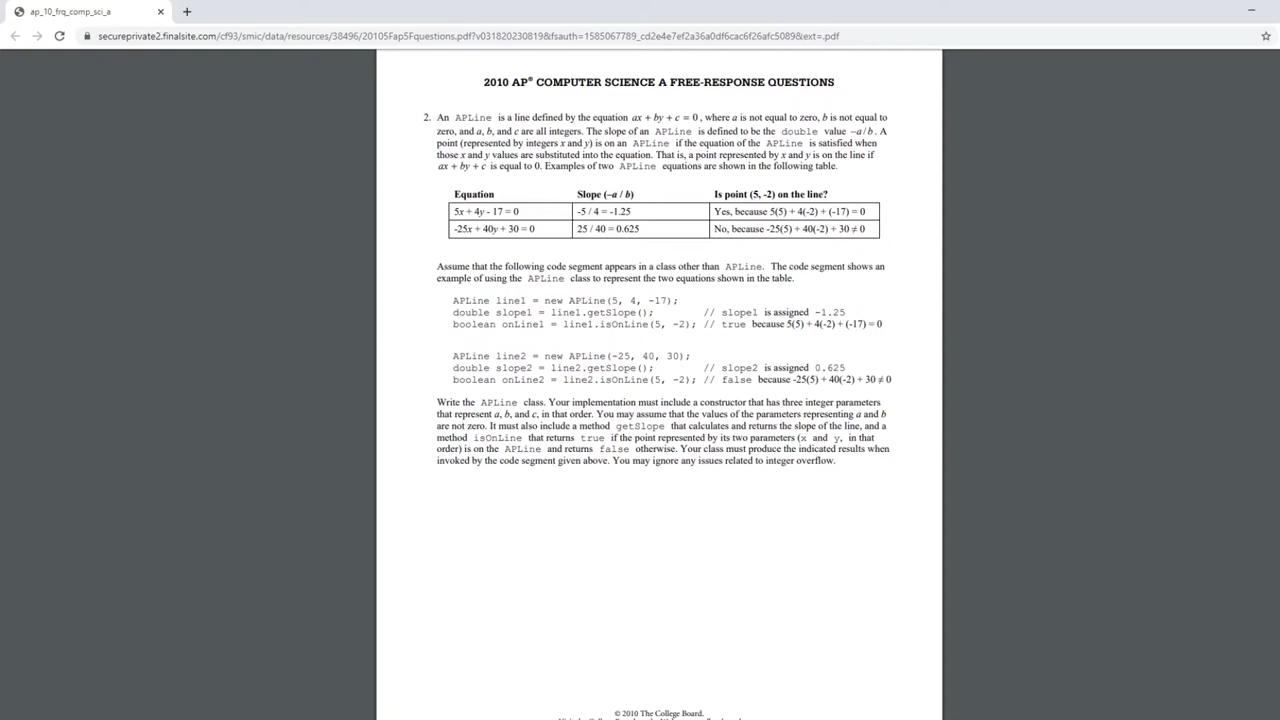 ap_10_frq_comp_sci_a
secureprivate2.finalsite.com/cf93/smic/data/resources/38496/20105Fap5Fquestions.pdf?v031820230819&fsauth=1585067789_cd2e4e7ef2a36a0df6cac6f26afc5089&ext=.pdf
2010 AP® COMPUTER SCIENCE A FREE-RESPONSE QUESTIONS
2. An APLine is a line defined by the equation ax + by + c = 0, where a is not equal to zero, b is not equal to
zero, and a, b, and c are all integers. The slope of an APLine is defined to be the double value −a/b. A
point (represented by integers x and y) is on an APLine if the equation of the APLine is satisfied when
those x and y values are substituted into the equation. That is, a point represented by x and y is on the line if
ax + by + c is equal to 0. Examples of two APLine equations are shown in the following table.
Equation Slope (–a / b) Is point (5, -2) on the line?
5x + 4y - 17 = 0 -5 / 4 = -1.25 Yes, because 5(5) + 4(-2) + (-17) = 0
-25x + 40y + 30 = 0 25 / 40 = 0.625 No, because -25(5) + 40(-2) + 30 ≠ 0
Assume that the following code segment appears in a class other than APLine. The code segment shows an
example of using the APLine class to represent the two equations shown in the table.
APLine line1 = new APLine(5, 4, -17);
double slope1 = line1.getSlope(); // slope1 is assigned -1.25
boolean onLine1 = line1.isOnLine(5, -2); // true because 5(5) + 4(-2) + (-17) = 0
APLine line2 = new APLine(-25, 40, 30);
double slope2 = line2.getSlope(); // slope2 is assigned 0.625
boolean onLine2 = line2.isOnLine(5, -2); // false because -25(5) + 40(-2) + 30 ≠ 0
Write the APLine class. Your implementation must include a constructor that has three integer parameters
that represent a, b, and c, in that order. You may assume that the values of the parameters representing a and b
are not zero. It must also include a method getSlope that calculates and returns the slope of the line, and a
method isOnLine that returns true if the point represented by its two parameters (x and y, in that
order) is on the APLine and returns false otherwise. Your class must produce the indicated results when
invoked by the code segment given above. You may ignore any issues related to integer overflow.
© 2010 The College Board.